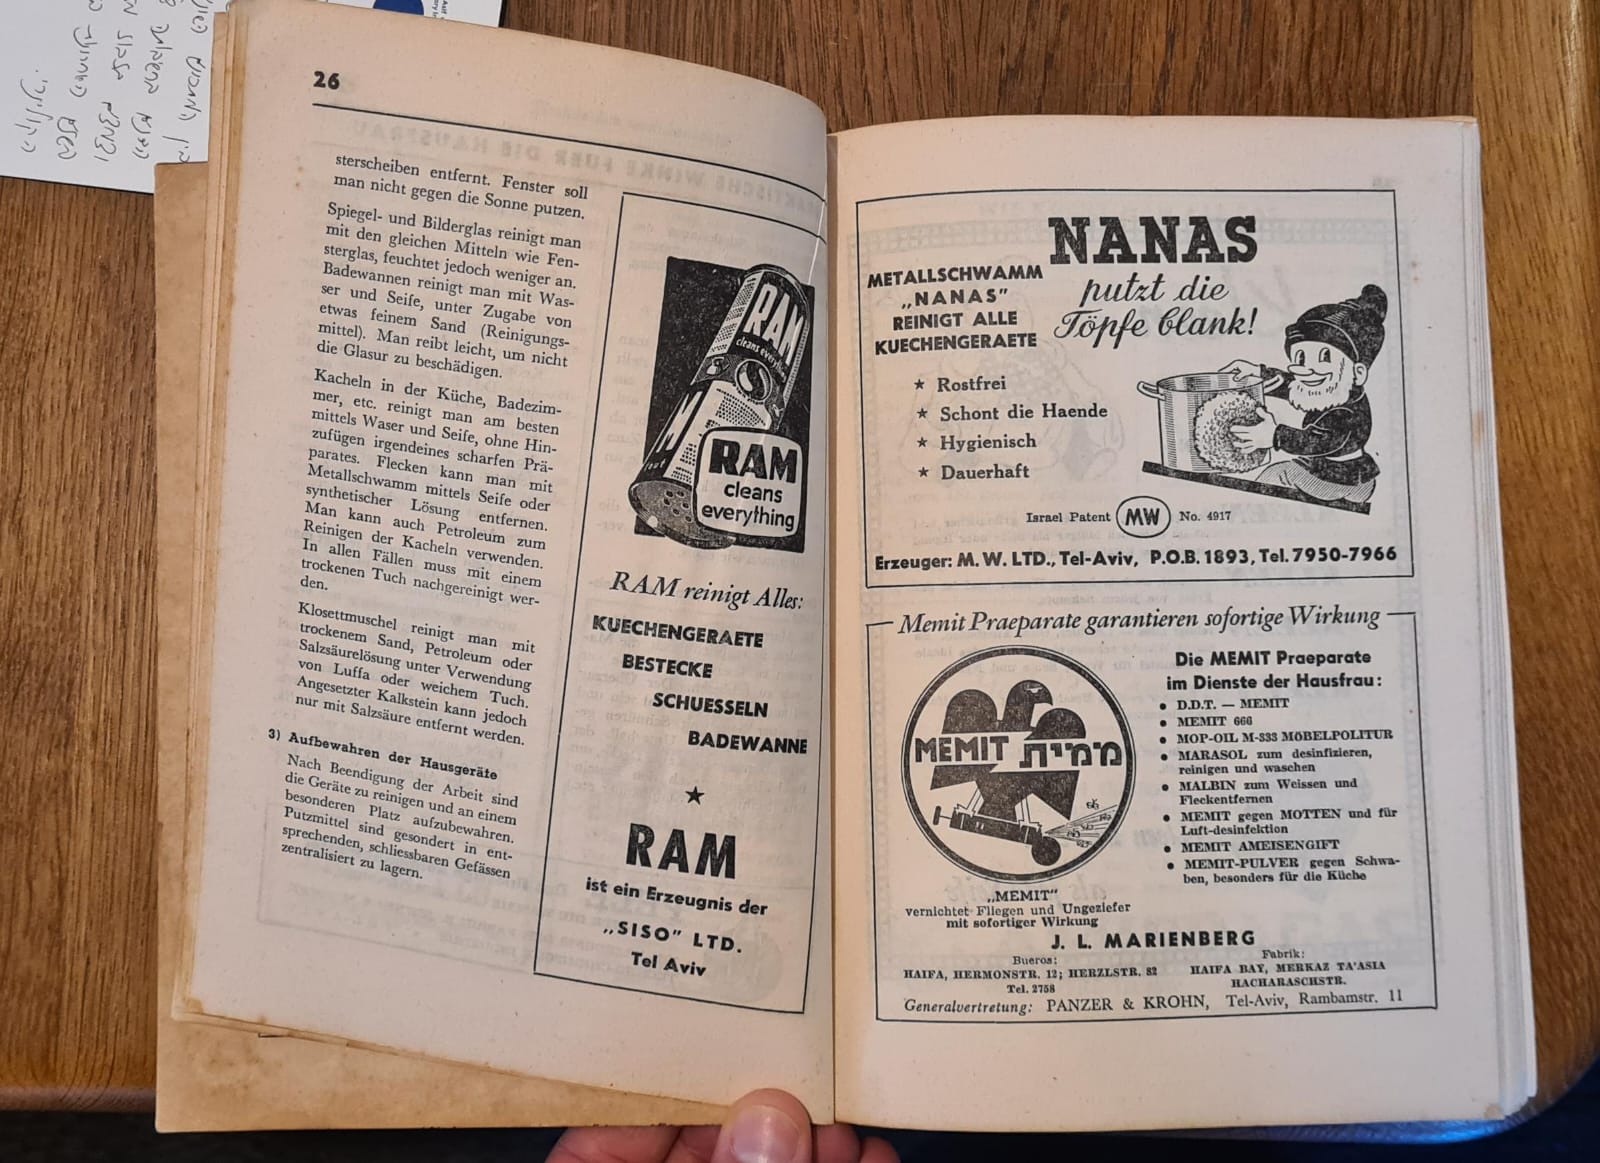 26
sterscheiben entfernt. Fenster soll
man nicht gegen die Sonne putzen.
Spiegel- und Bilderglas reinigt man
mit den gleichen Mitteln wie Fen-
sterglas, feuchtet jedoch weniger an.
Badewannen reinigt man mit Was-
ser und Seife, unter Zugabe von
etwas feinem Sand (Reinigungs-
mittel). Man reibt leicht, um nicht
die Glasur zu beschädigen.
Kacheln in der Küche, Badezim-
mer, etc. reinigt man am besten
mittels Waser und Seife, ohne Hin-
zufügen irgendeines scharfen Prä-
parates. Flecken kann man mit
Metallschwamm mittels Seife oder
synthetischer Lösung entfernen.
Man kann auch Petroleum zum
Reinigen der Kacheln verwenden.
In allen Fällen muss mit einem
trockenen Tuch nachgereinigt wer-
den.
Klosettmuschel reinigt man mit
trockenem Sand, Petroleum oder
Salzsäurelösung unter Verwendung
von Luffa oder weichem Tuch.
Angesetzter Kalkstein kann jedoch
nur mit Salzsäure entfernt werden.
3) Aufbewahren der Hausgeräte
Nach Beendigung der Arbeit sind
die Geräte zu reinigen und an einem
besonderen Platz aufzubewahren.
Putzmittel sind gesondert in ent-
sprechenden, schliessbaren Gefässen
zentralisiert zu lagern.
RAM
cleans every
RAM
cleans
everything
RAM reinigt Alles:
KUECHENGERAETE
BESTECKE
SCHUESSELN
BADEWANNE
★
RAM
ist ein Erzeugnis der
„SISO" LTD.
Tel Aviv
NANAS
putzt die
Töpfe blank!
METALLSCHWAMM
„NANAS"
REINIGT ALLE
KUECHENGERAETE
★ Rostfrei
★ Schont die Haende
★ Hygienisch
★ Dauerhaft
Israel Patent MW No. 4917
Erzeuger: M. W. LTD., Tel-Aviv, P.O.B. 1893, Tel. 7950-7966
Memit Praeparate garantieren sofortige Wirkung
MEMIT ממית
„MEMIT"
vernichtet Fliegen und Ungeziefer
mit sofortiger Wirkung
Die MEMIT Praeparate
im Dienste der Hausfrau:
• D.D.T. — MEMIT
• MEMIT 666
• MOP-OIL M-333 MÖBELPOLITUR
• MARASOL zum desinfizieren,
reinigen und waschen
• MALBIN zum Weissen und
Fleckentfernen
• MEMIT gegen MOTTEN und für
Luft-desinfektion
• MEMIT AMEISENGIFT
• MEMIT-PULVER gegen Schwa-
ben, besonders für die Küche
J. L. MARIENBERG
Bueros:
HAIFA, HERMONSTR. 12; HERZLSTR. 82
Tel. 2758
Fabrik:
HAIFA BAY, MERKAZ TA'ASIA
HACHARASCHSTR.
Generalvertretung: PANZER & KROHN, Tel-Aviv, Rambamstr. 11